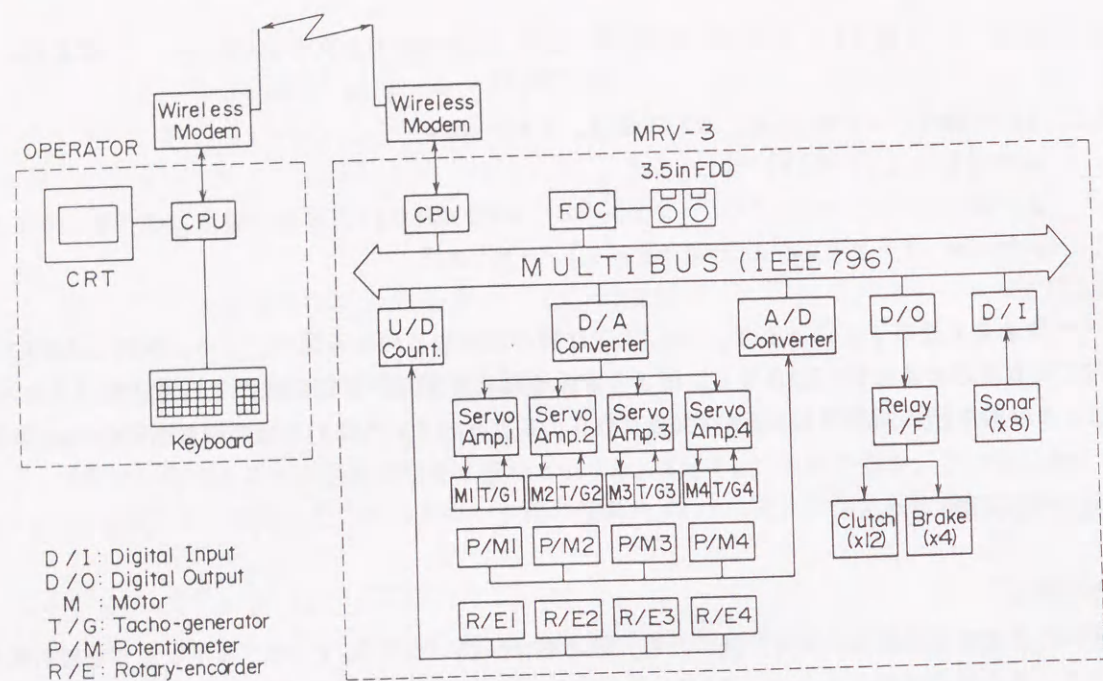 Wireless
Modem
Wireless
Modem
OPERATOR
CPU
CRT
Keyboard
MRV-3
3.5in FDD
CPU
FDC
MULTIBUS (IEEE796)
U/D
Count.
D/A
Converter
A/D
Converter
D/O
D/I
Servo
Amp.1
Servo
Amp.2
Servo
Amp.3
Servo
Amp.4
Relay
I/F
Sonar
(x8)
M1 T/G1 M2 T/G2 M3 T/G3 M4 T/G4
Clutch
(x12)
Brake
(x4)
P/M1 P/M2 P/M3 P/M4
R/E1 R/E2 R/E3 R/E4
D/I: Digital Input
D/O: Digital Output
M : Motor
T/G: Tacho-generator
P/M: Potentiometer
R/E: Rotary-encorder